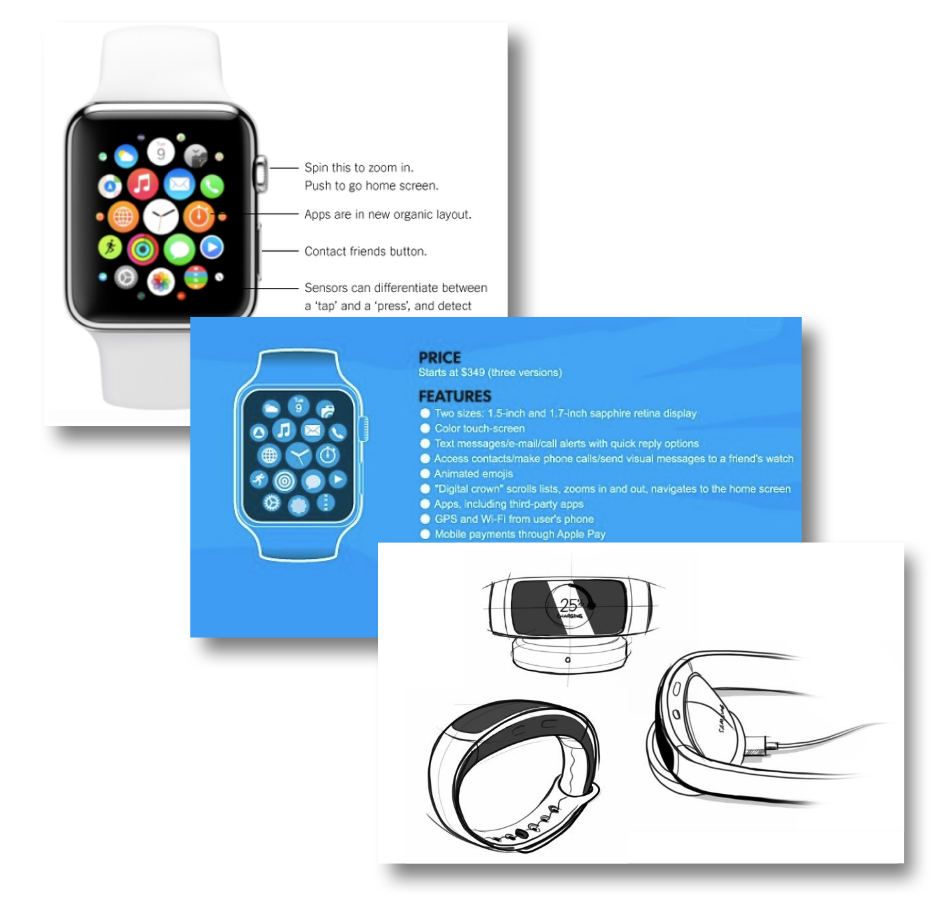 Tue
9
Spin this to zoom in.
Push to go home screen.
Apps are in new organic layout.
Contact friends button.
Sensors can differentiate between
a ‘tap’ and a ‘press’, and detect
PRICE
Starts at $349 (three versions)
FEATURES
Two sizes: 1.5-inch and 1.7-inch sapphire retina display
Color touch-screen
Text messages/e-mail/call alerts with quick reply options
Access contacts/make phone calls/send visual messages to a friend's watch
Animated emojis
"Digital crown" scrolls lists, zooms in and out, navigates to the home screen
Apps, including third-party apps
GPS and Wi-Fi from user's phone
Mobile payments through Apple Pay
Tue
9
25%
CHARGING
SAMSUNG